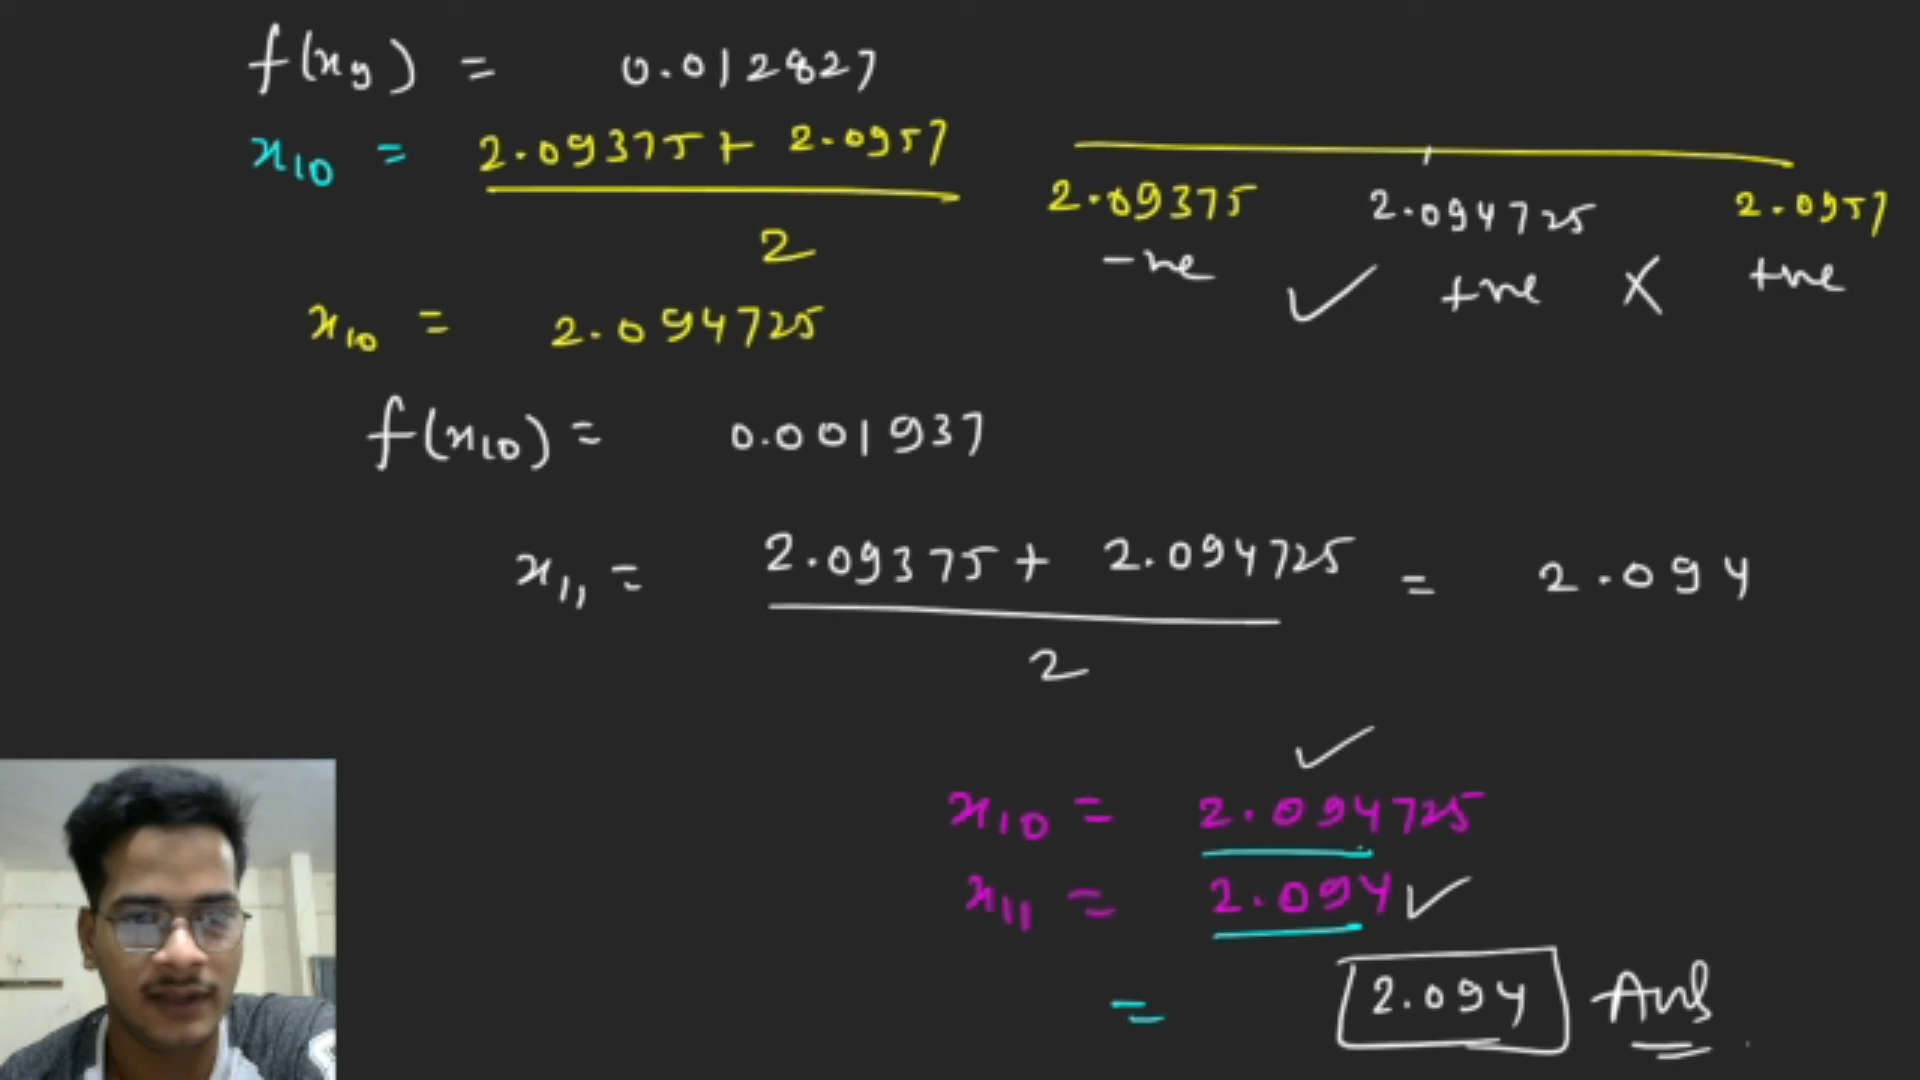 f(x9) = 0.012827
x10 = 2.09375 + 2.0957
2
2.09375 2.094725 2.0957
-ve ✓ +ve X +ve
x10 = 2.094725
f(x10) = 0.001937
x11 = 2.09375 + 2.094725 = 2.094
2
✓
x10 = 2.094725
x11 = 2.094 ✓
= 2.094 Ans